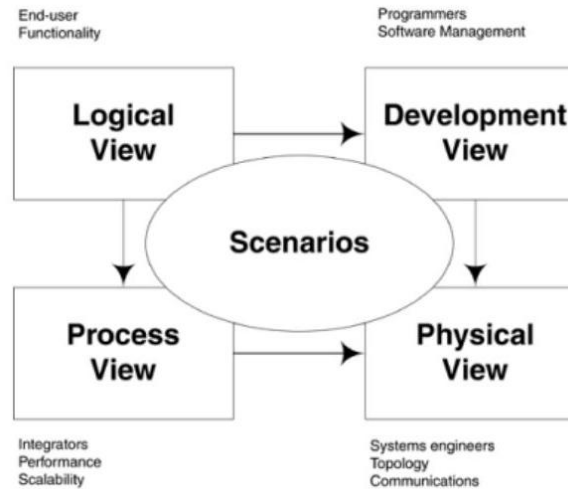 End-user
Functionality
Programmers
Software Management
Logical
View
Development
View
Scenarios
Process
View
Physical
View
Integrators
Performance
Scalability
Systems engineers
Topology
Communications